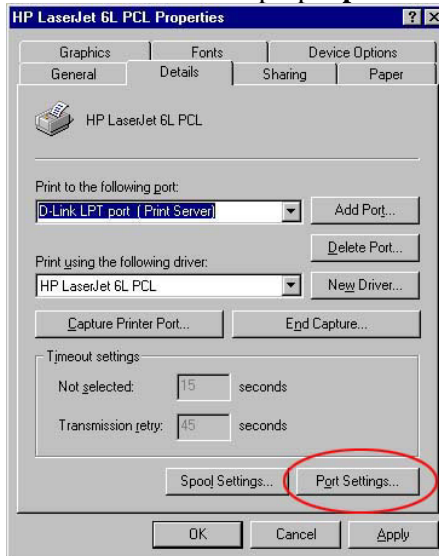 HP LaserJet 6L PCL Properties
Graphics Fonts Device Options
General Details Sharing Paper
HP LaserJet 6L PCL
Print to the following port:
D-Link LPT port ( Print Server) Add Port...
Delete Port...
Print using the following driver:
HP LaserJet 6L PCL New Driver...
Capture Printer Port... End Capture...
Timeout settings
Not selected: 15 seconds
Transmission retry: 45 seconds
Spool Settings... Port Settings...
OK Cancel Apply